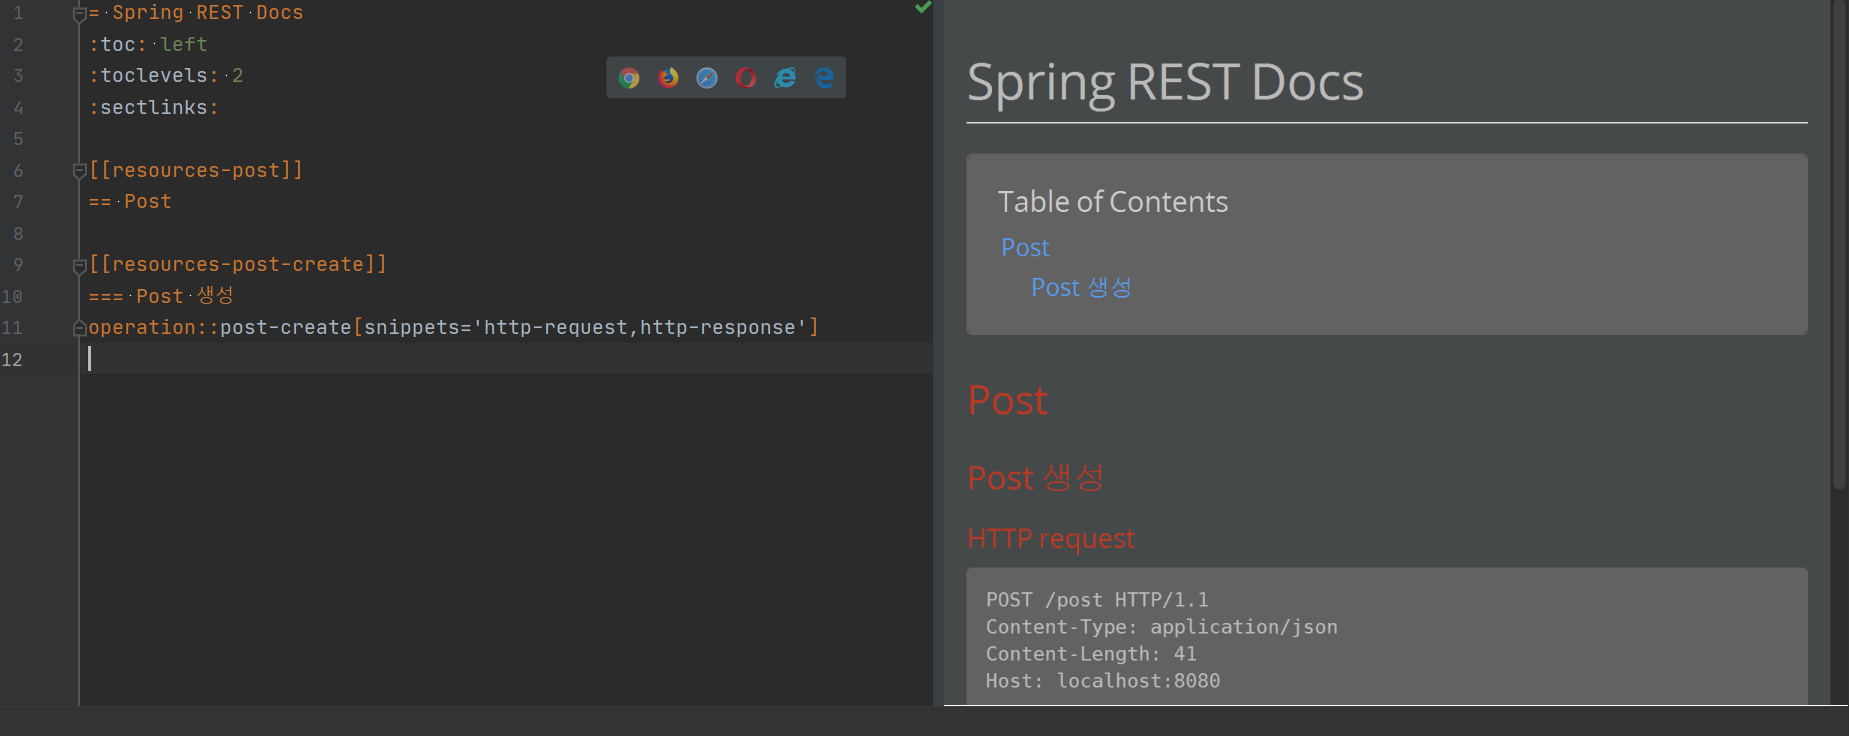 1 = Spring REST Docs
2 :toc: left
3 :toclevels: 2
4 :sectlinks:
5
6 [[resources-post]]
7 == Post
8
9 [[resources-post-create]]
10 === Post 생성
11 operation::post-create[snippets='http-request,http-response']
12
Spring REST Docs
Table of Contents
Post
Post 생성
Post
Post 생성
HTTP request
POST /post HTTP/1.1
Content-Type: application/json
Content-Length: 41
Host: localhost:8080